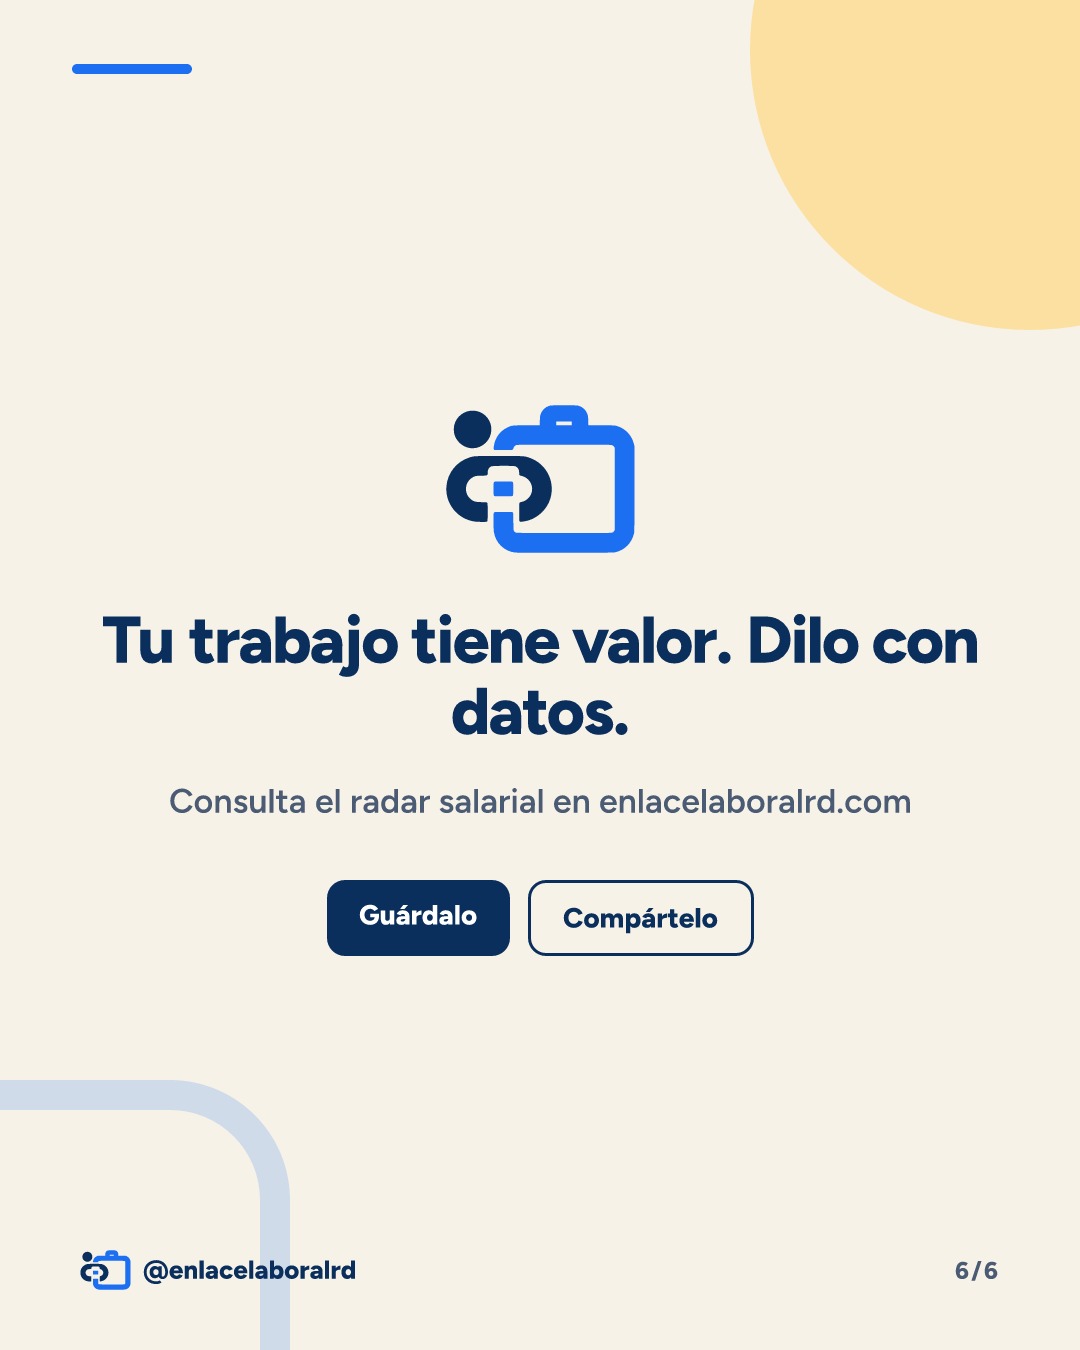 Tu trabajo tiene valor. Dilo con
datos.
Consulta el radar salarial en enlacelaboralrd.com
Guárdalo
Compártelo
@enlacelaboralrd
6/6